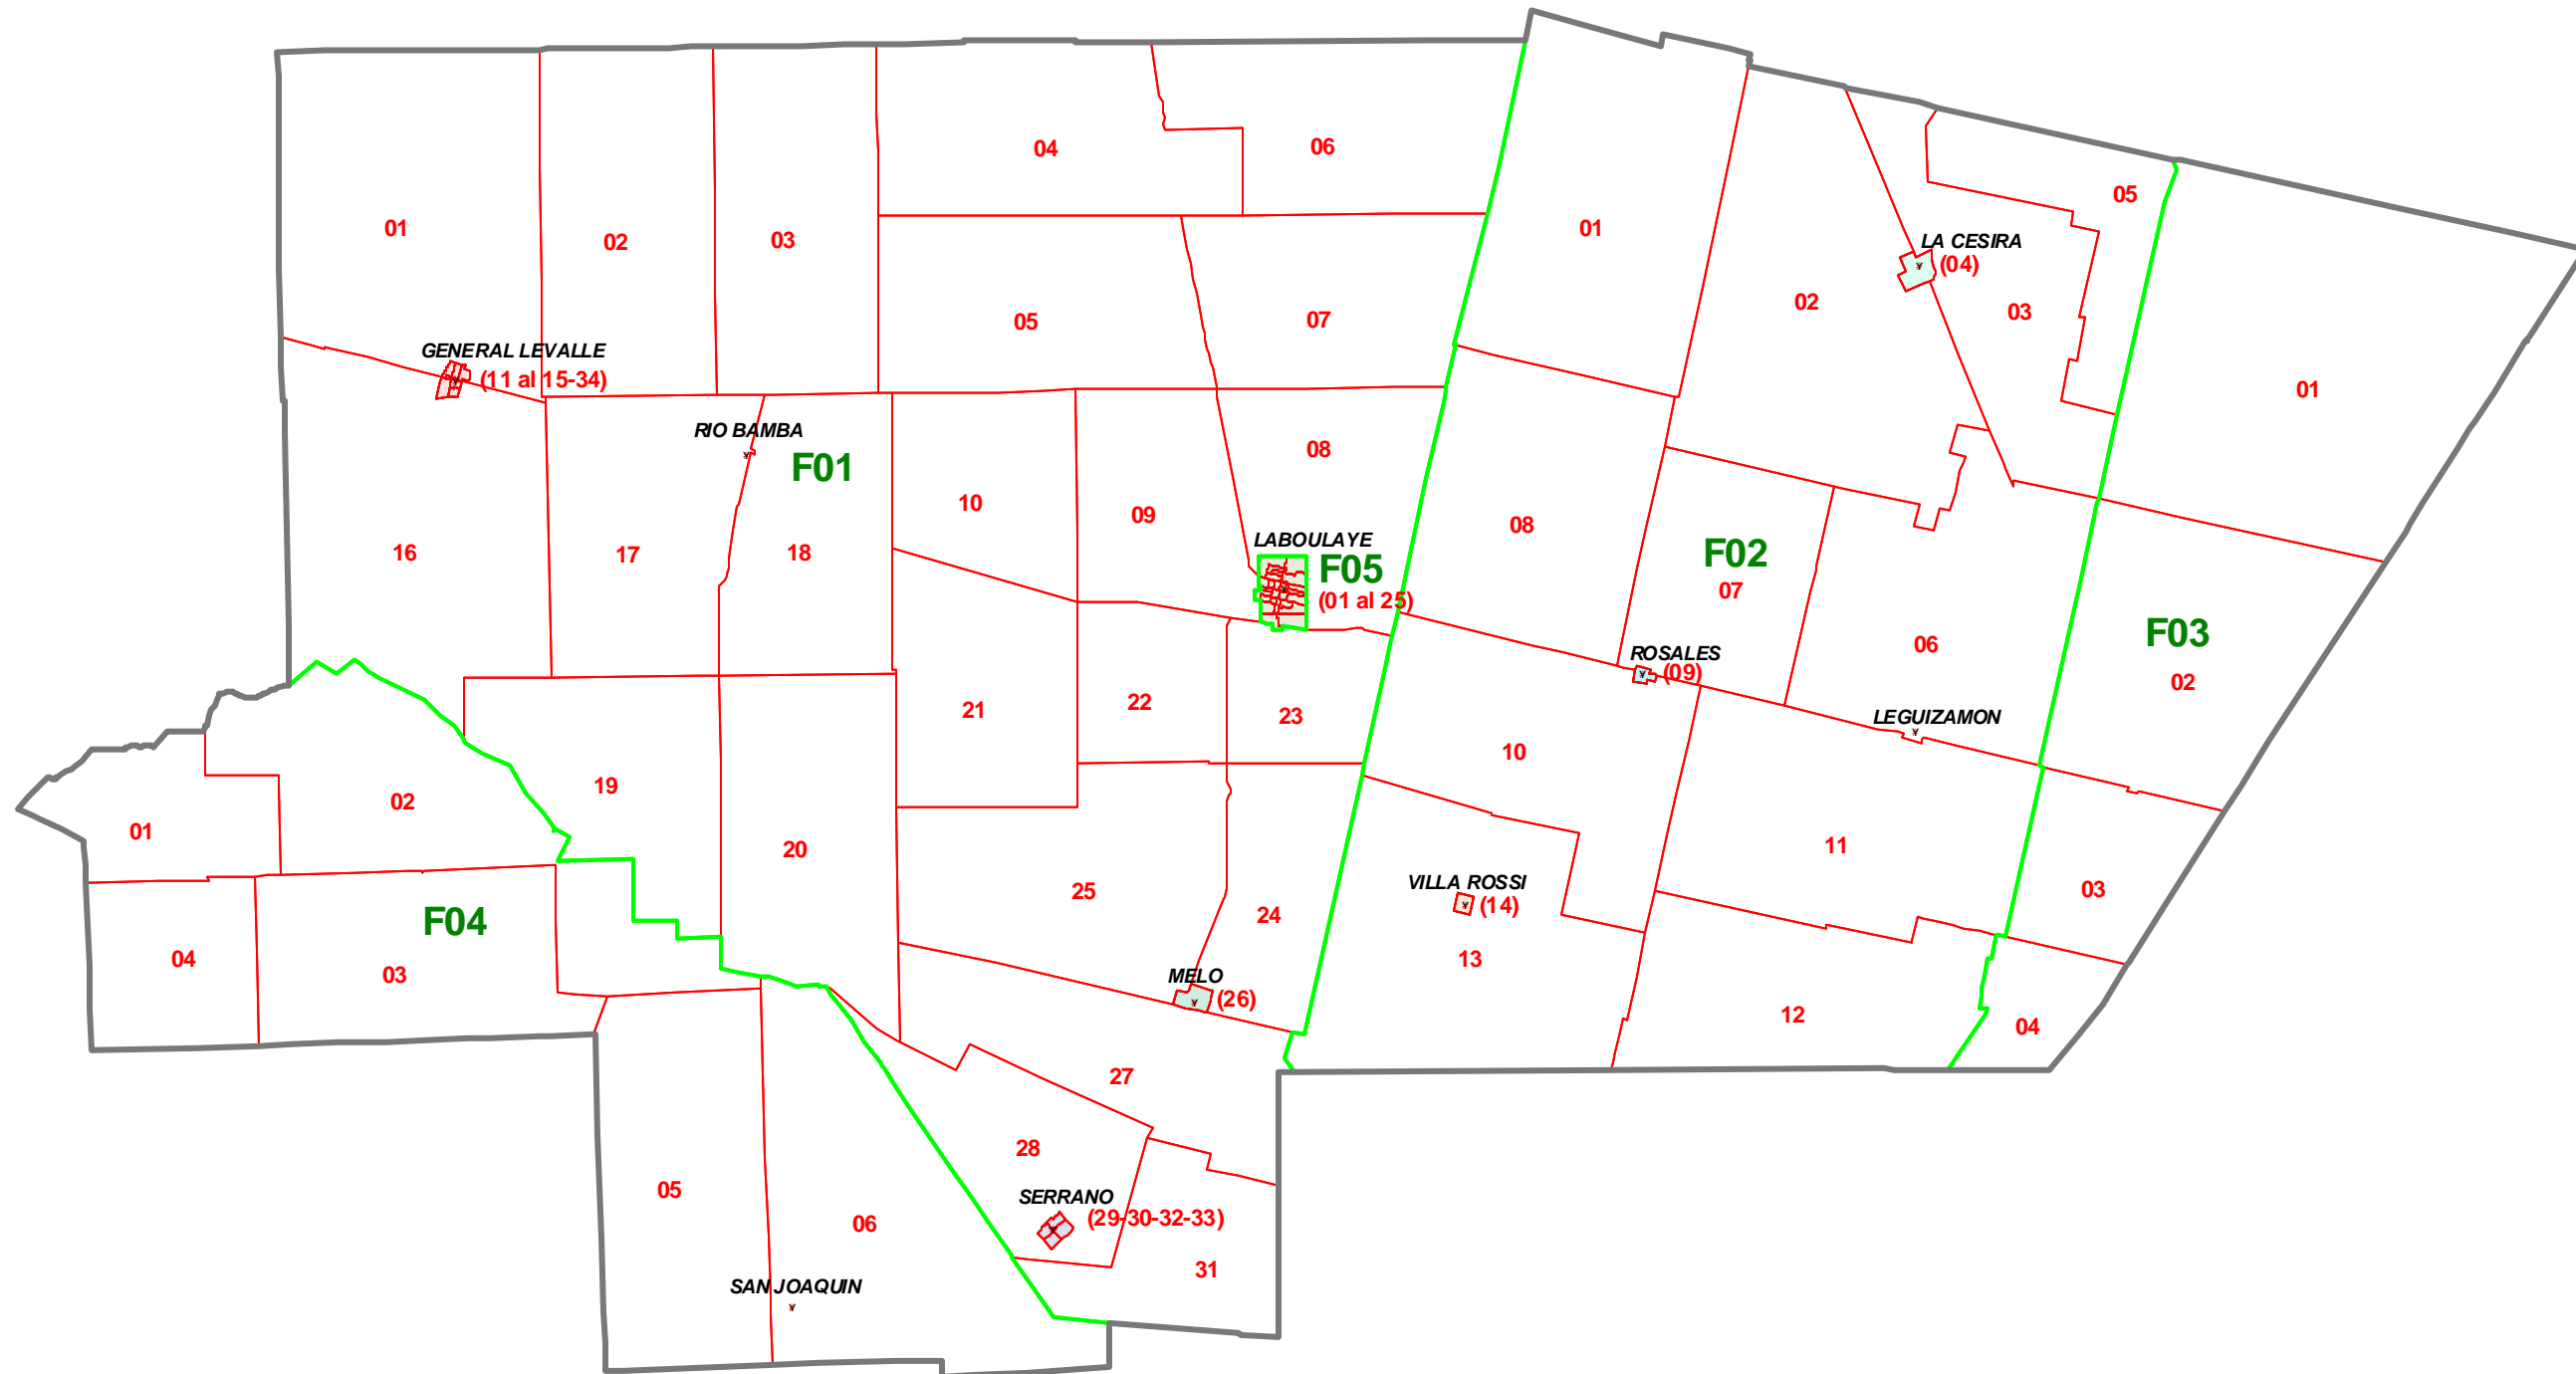 04
06
01
02
03
05
01
02
LA CESIRA
(04)
03
05
07
GENERAL LEVALLE
(11 al 15-34)
01
RIO BAMBA
F01
08
10
09
08
16
17
18
LABOULAYE
F05
(01 al 25)
F02
07
ROSALES
(09)
06
F03
02
21
22
23
LEGUIZAMON
10
19
02
01
20
11
25
VILLA ROSSI
(14)
03
24
F04
04
03
13
MELO
(26)
12
04
27
28
05
SERRANO
(29-30-32-33)
06
31
SAN JOAQUIN